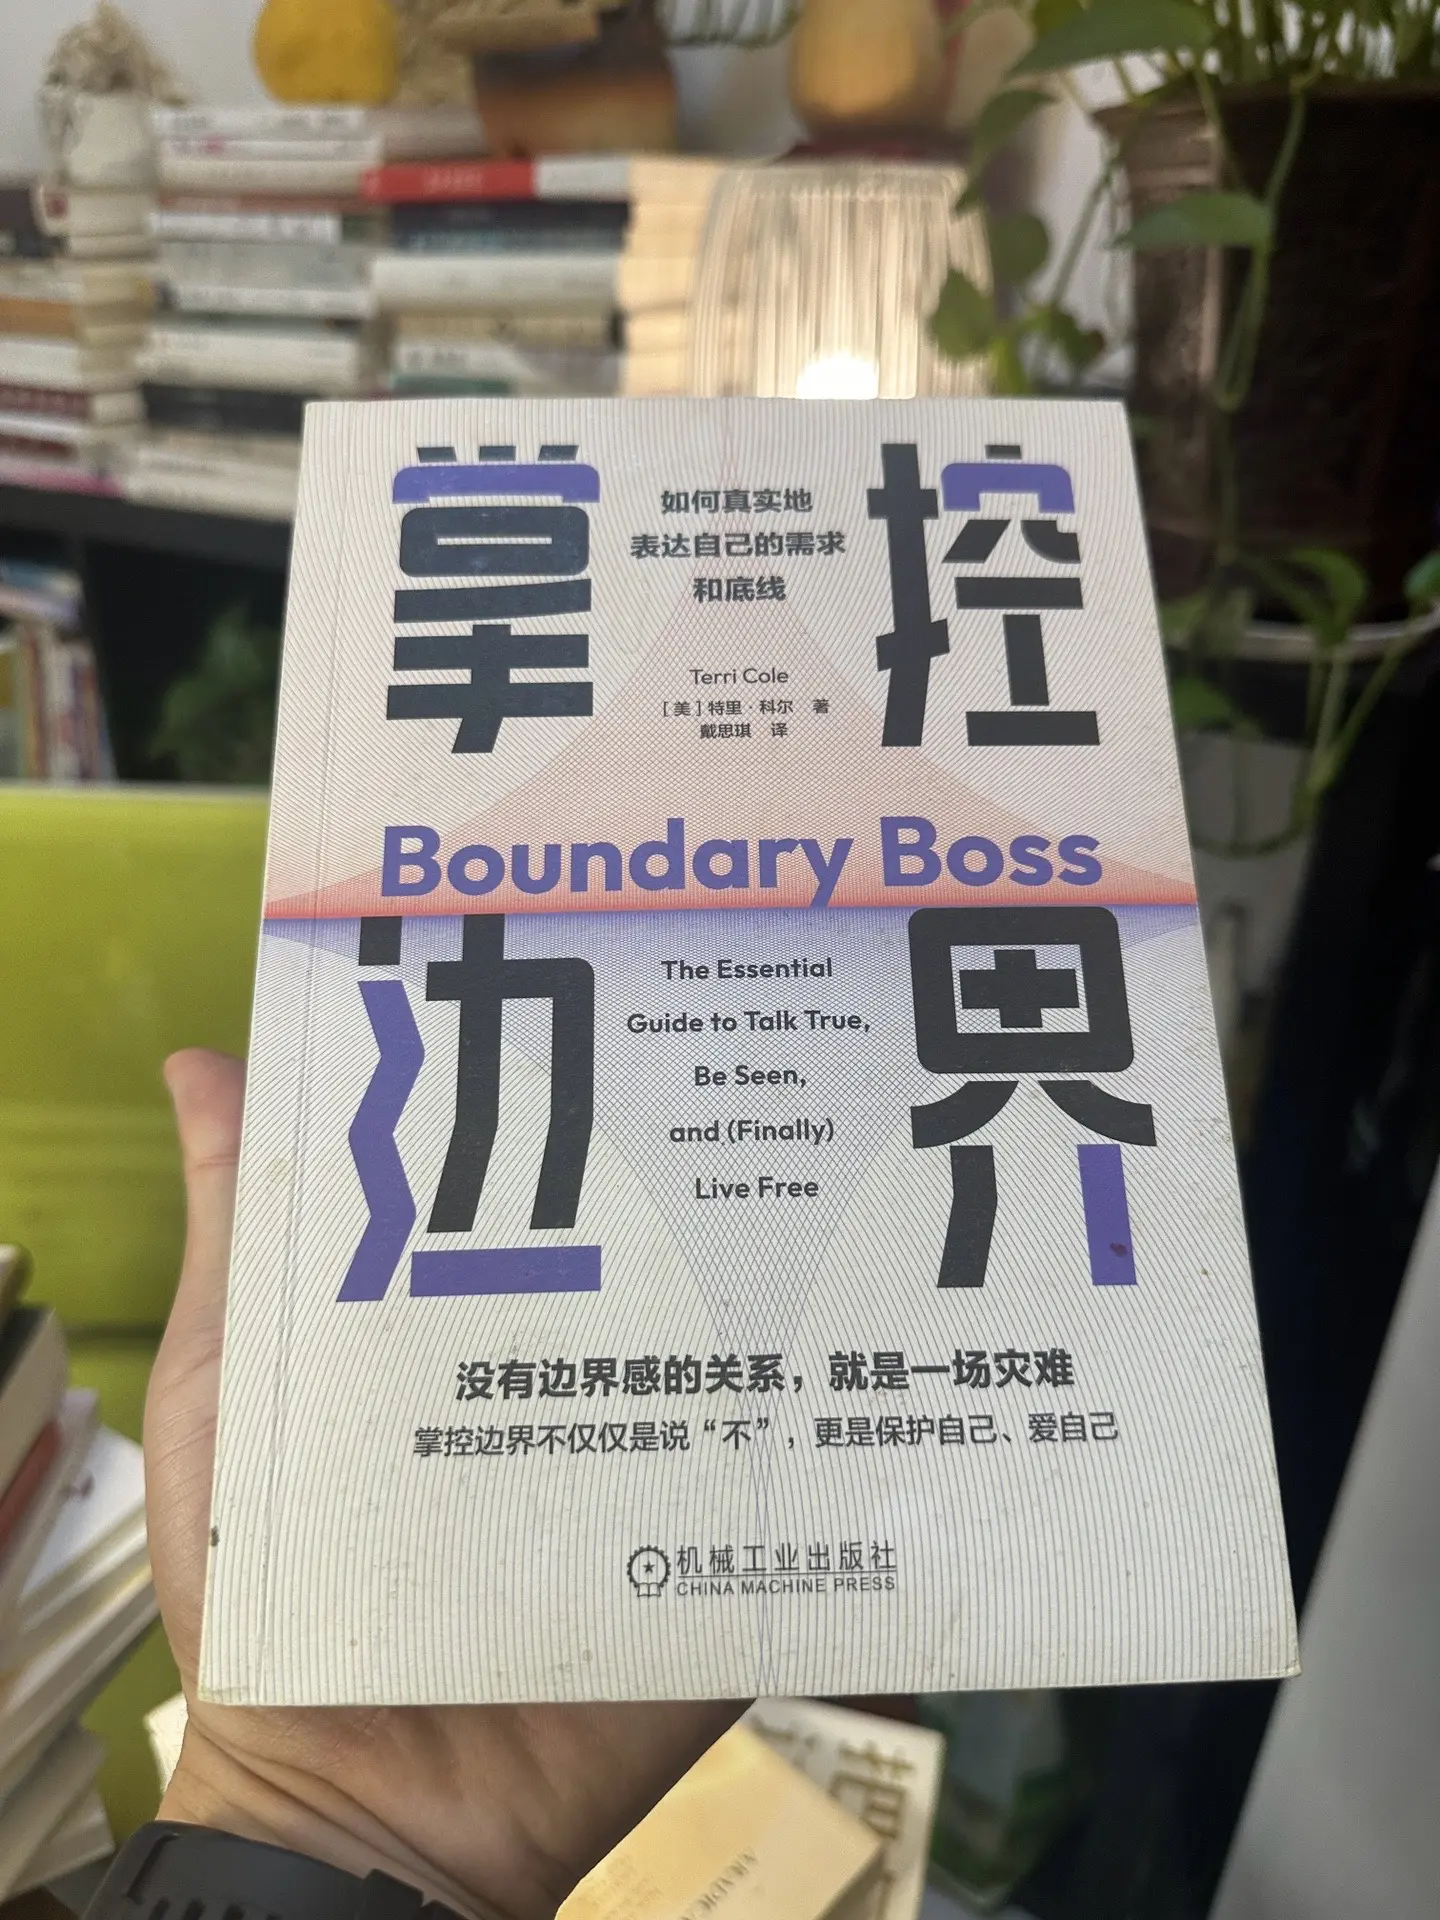 掌控
如何真实地
表达自己的需求
和底线
Terri Cole
[美]特里·科尔 著
戴思琪 译
Boundary Boss
边界
The Essential
Guide to Talk True,
Be Seen,
and (Finally)
Live Free
没有边界感的关系，就是一场灾难
掌控边界不仅仅是说“不”，更是保护自己、爱自己
机械工业出版社
CHINA MACHINE PRESS